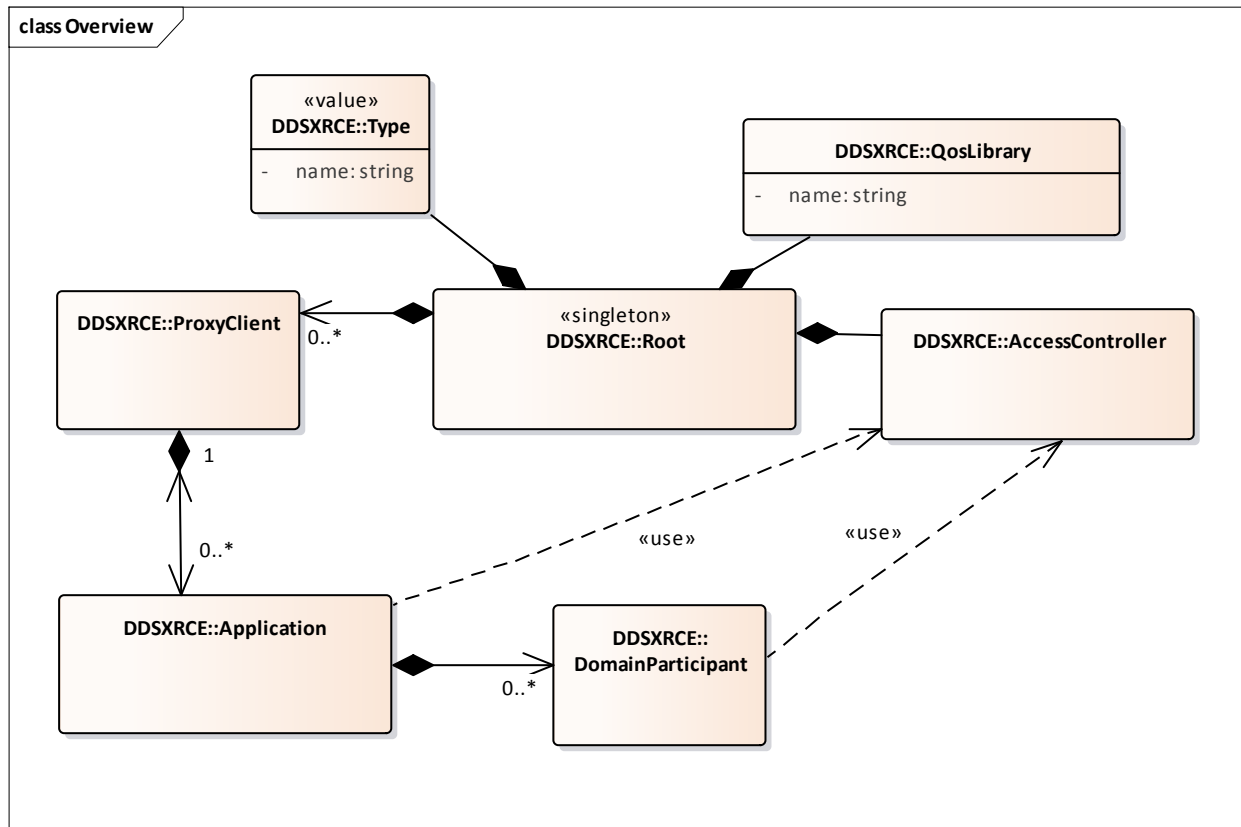 class Overview
«value»
DDSXRCE::Type
- name: string
DDSXRCE::QosLibrary
- name: string
DDSXRCE::ProxyClient
0..*
«singleton»
DDSXRCE::Root
DDSXRCE::AccessController
1
0..*
«use»
«use»
DDSXRCE::Application
0..*
DDSXRCE::
DomainParticipant